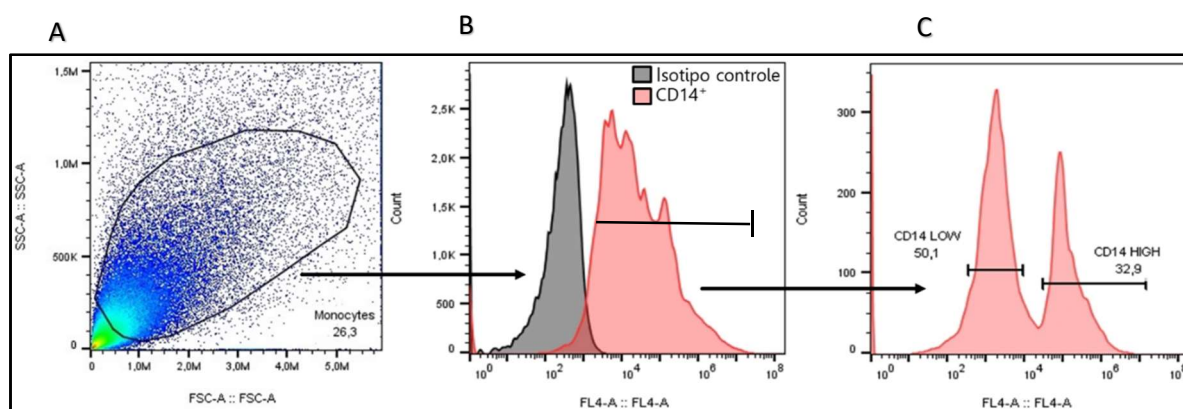 A
B
C
1,5M
1,0M
500K
0
SSC-A :: SSC-A
Monocytes
26,3
0 1,0M 2,0M 3,0M 4,0M 5,0M
FSC-A :: FSC-A
Isotipo controle
CD14⁺
2,5K
2,0K
1,5K
1,0K
500
0
Count
10⁰ 10² 10⁴ 10⁶ 10⁸
FL4-A :: FL4-A
300
200
100
0
Count
CD14 LOW
50,1
CD14 HIGH
32,9
10⁰ 10² 10⁴ 10⁶ 10⁸
FL4-A :: FL4-A